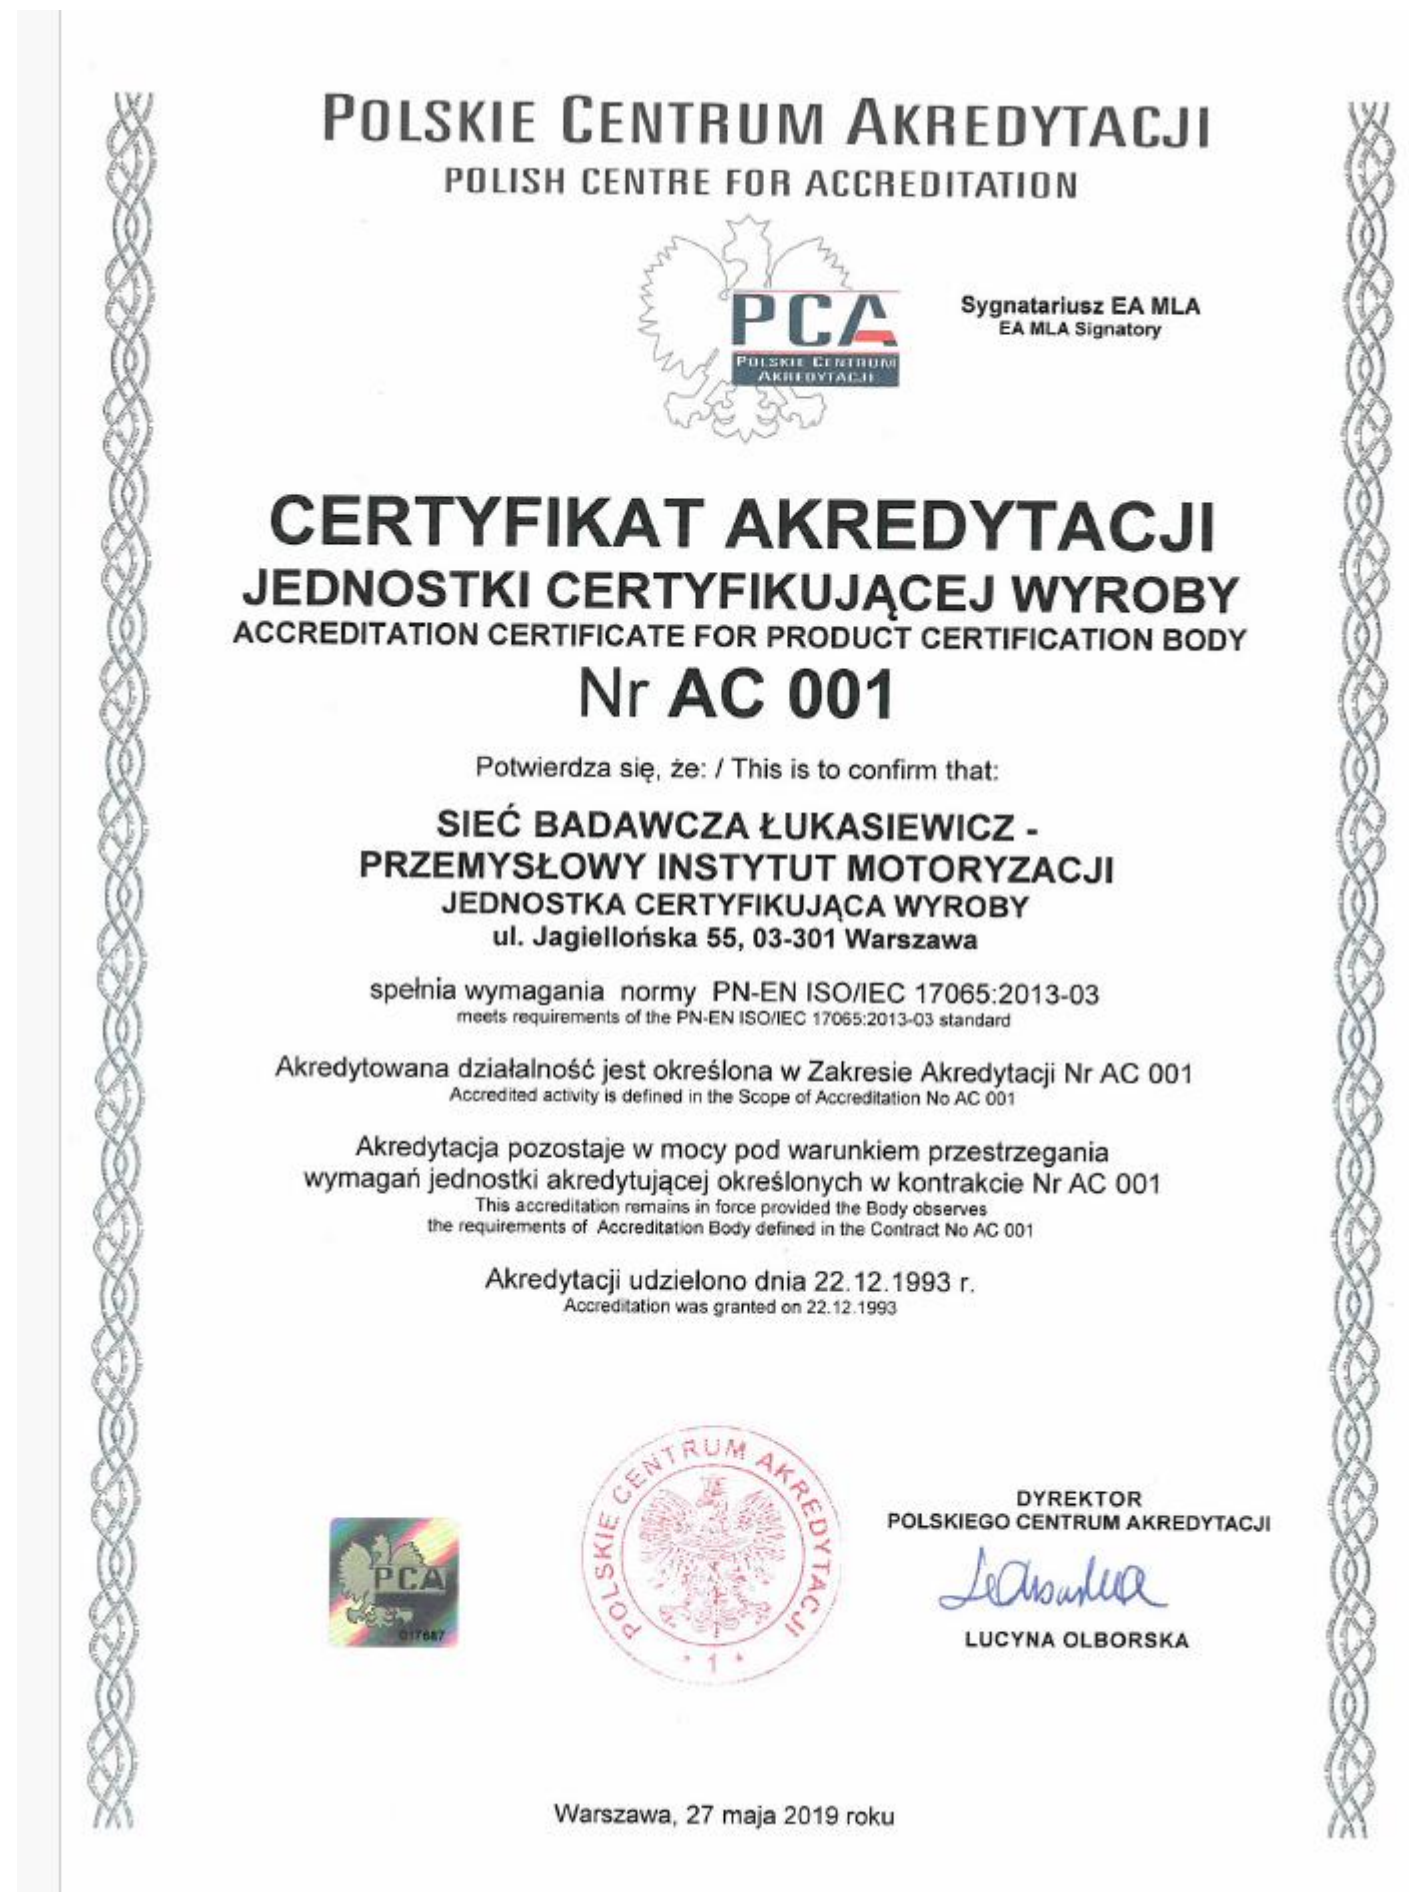 POLSKIE CENTRUM AKREDYTACJI
POLISH CENTRE FOR ACCREDITATION
PCA
POLSKIE CENTRUM
AKREDYTACJI
Sygnatariusz EA MLA
EA MLA Signatory
CERTYFIKAT AKREDYTACJI
JEDNOSTKI CERTYFIKUJĄCEJ WYROBY
ACCREDITATION CERTIFICATE FOR PRODUCT CERTIFICATION BODY
Nr AC 001
Potwierdza się, że: / This is to confirm that:
SIEĆ BADAWCZA ŁUKASIEWICZ -
PRZEMYSŁOWY INSTYTUT MOTORYZACJI
JEDNOSTKA CERTYFIKUJĄCA WYROBY
ul. Jagiellońska 55, 03-301 Warszawa
spełnia wymagania normy PN-EN ISO/IEC 17065:2013-03
meets requirements of the PN-EN ISO/IEC 17065:2013-03 standard
Akredytowana działalność jest określona w Zakresie Akredytacji Nr AC 001
Accredited activity is defined in the Scope of Accreditation No AC 001
Akredytacja pozostaje w mocy pod warunkiem przestrzegania
wymagań jednostki akredytującej określonych w kontrakcie Nr AC 001
This accreditation remains in force provided the Body observes
the requirements of Accreditation Body defined in the Contract No AC 001
Akredytacji udzielono dnia 22.12.1993 r.
Accreditation was granted on 22.12.1993
PCA
017687
POLSKIE CENTRUM AKREDYTACJI
* 1 *
DYREKTOR
POLSKIEGO CENTRUM AKREDYTACJI
LUCYNA OLBORSKA
Warszawa, 27 maja 2019 roku